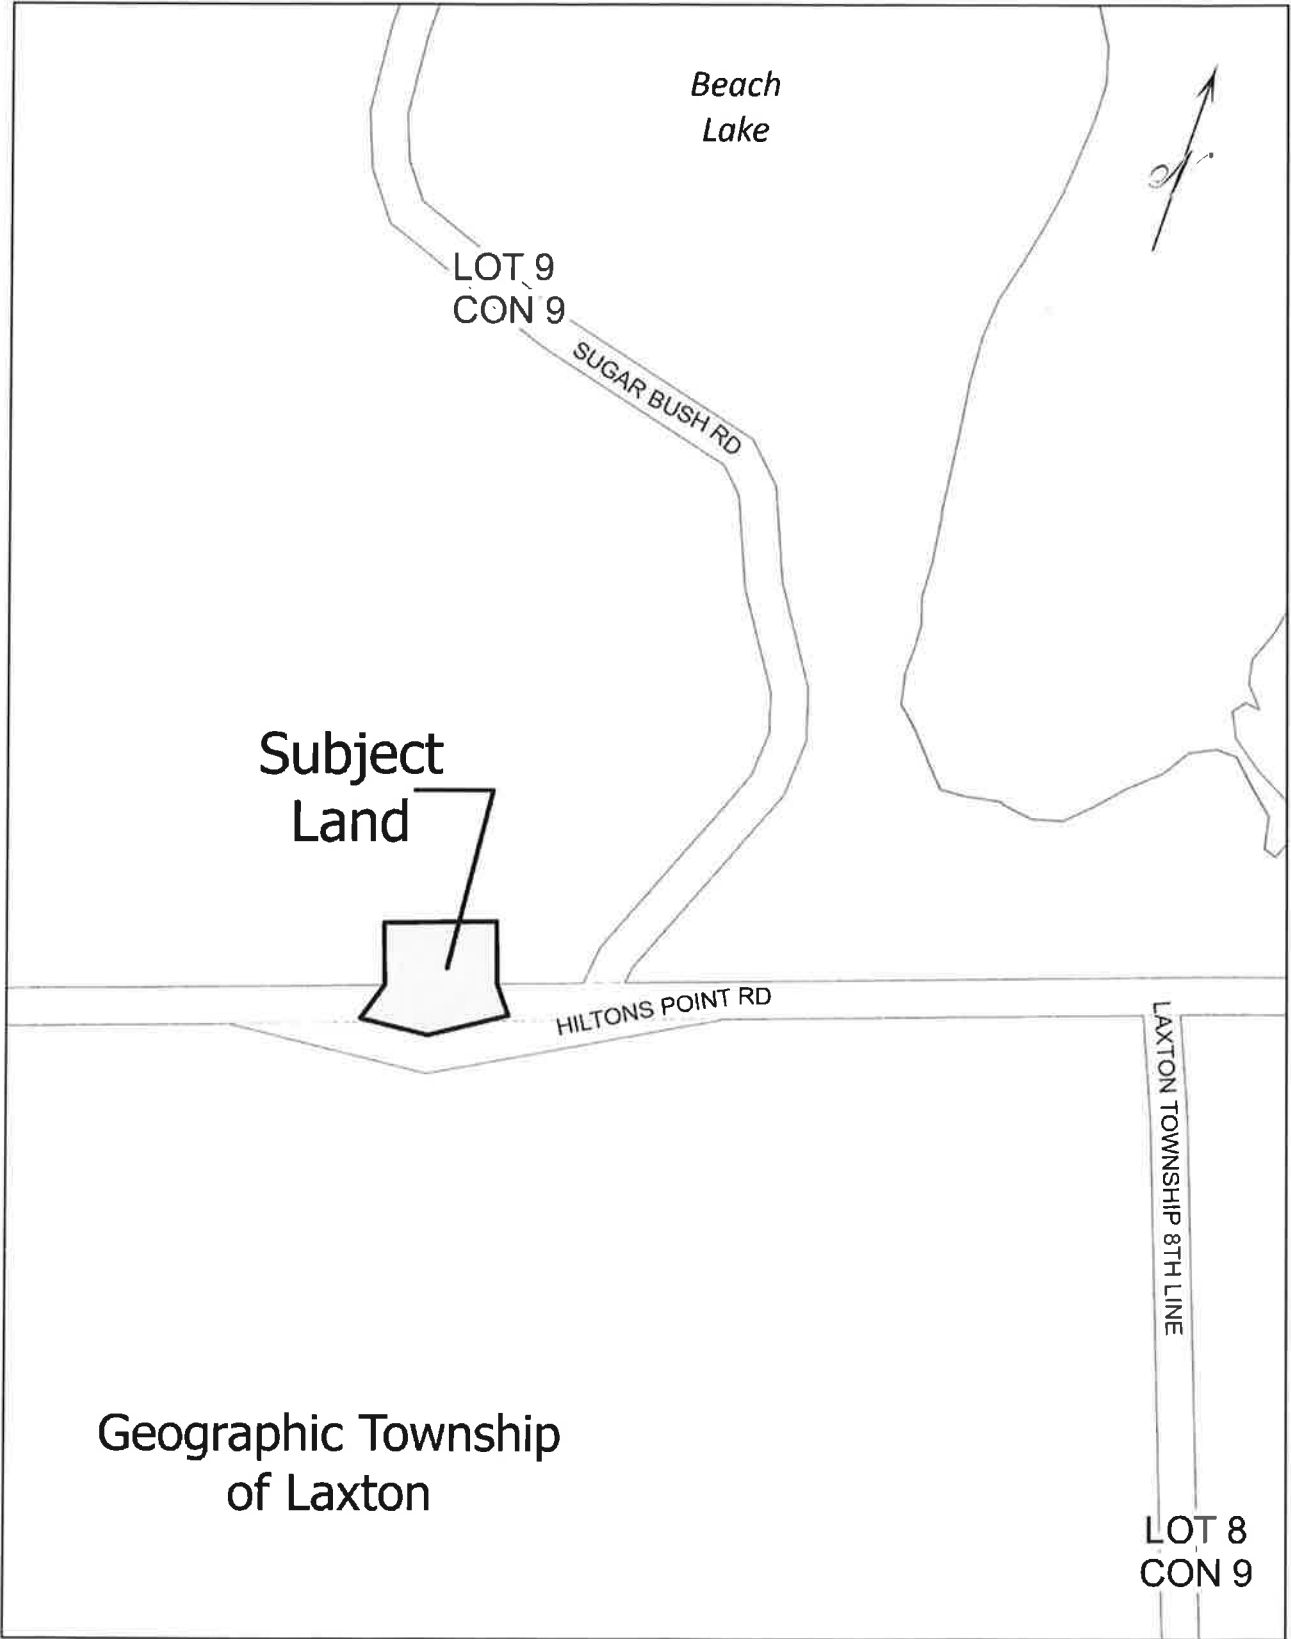 Beach
Lake
LOT 9
CON 9
SUGAR BUSH RD
Subject
Land
HILTONS POINT RD
LAXTON TOWNSHIP 8TH LINE
Geographic Township
of Laxton
LOT 8
CON 9